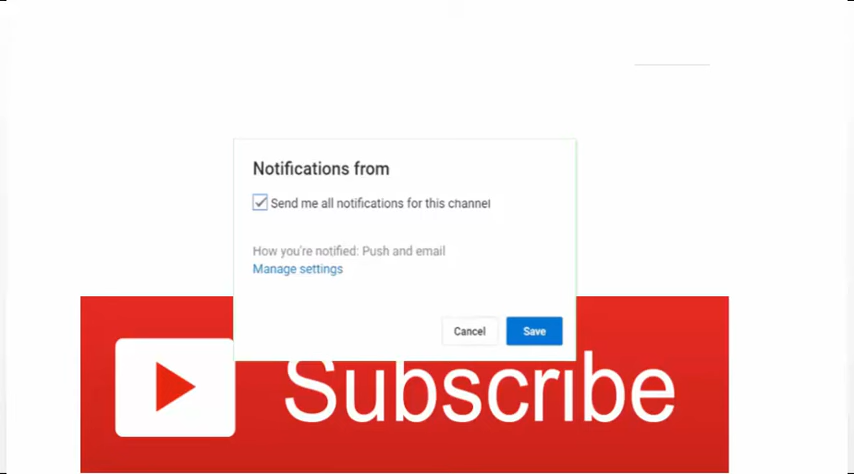 Notifications from
Send me all notifications for this channel
How you're notified: Push and email
Manage settings
Cancel Save
Subscribe